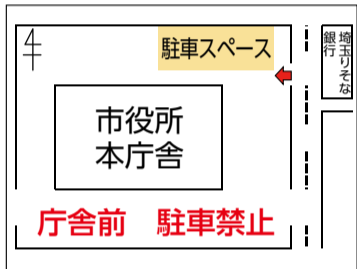 駐車スペース
埼玉りそな
銀行
市役所
本庁舎
庁舎前　駐車禁止